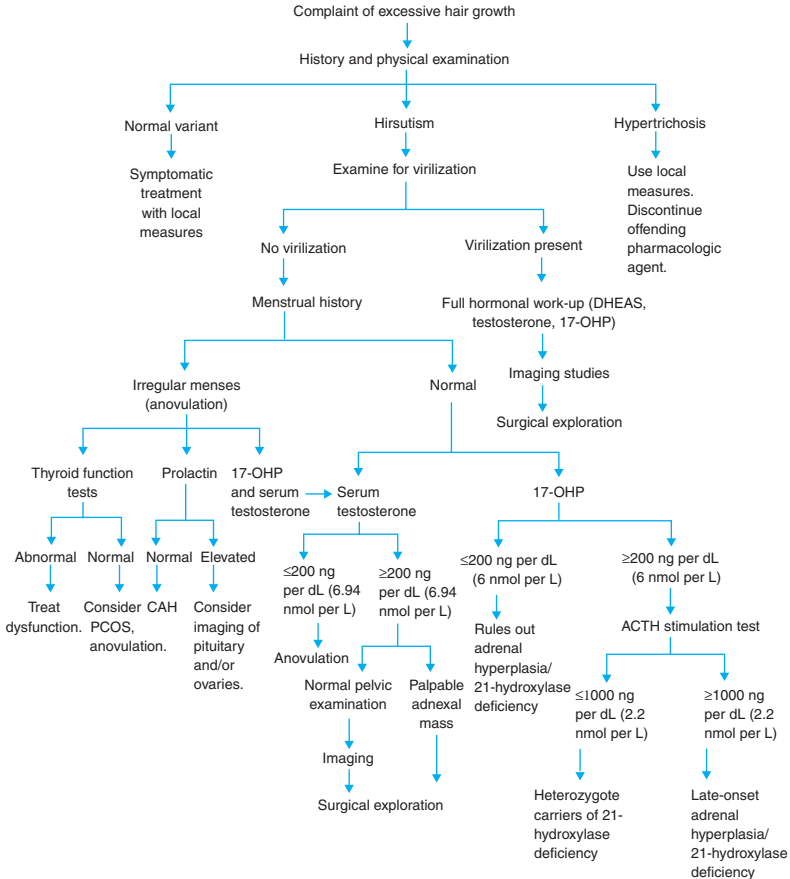 Complaint of excessive hair growth
History and physical examination
Normal variant
Hirsutism
Hypertrichosis
Symptomatic
treatment
with local
measures
Examine for virilization
Use local
measures.
Discontinue
offending
pharmacologic
agent.
No virilization
Virilization present
Menstrual history
Full hormonal work-up (DHEAS,
testosterone, 17-OHP)
Imaging studies
Surgical exploration
Irregular menses
(anovulation)
Normal
Thyroid function
tests
Prolactin
17-OHP
and serum
testosterone
Serum
testosterone
17-OHP
Abnormal
Normal
Normal
Elevated
Treat
dysfunction.
Consider
PCOS,
anovulation.
CAH
Consider
imaging of
pituitary
and/or
ovaries.
≤200 ng
per dL (6.94
nmol per L)
≥200 ng
per dL (6.94
nmol per L)
≤200 ng per dL
(6 nmol per L)
≥200 ng per dL
(6 nmol per L)
Anovulation
Normal pelvic
examination
Palpable
adnexal
mass
Imaging
Surgical exploration
Rules out
adrenal
hyperplasia/
21-hydroxylase
deficiency
ACTH stimulation test
≤1000 ng
per dL (2.2
nmol per L)
≥1000 ng
per dL (2.2
nmol per L)
Heterozygote
carriers of 21-
hydroxylase
deficiency
Late-onset
adrenal
hyperplasia/
21-hydroxylase
deficiency